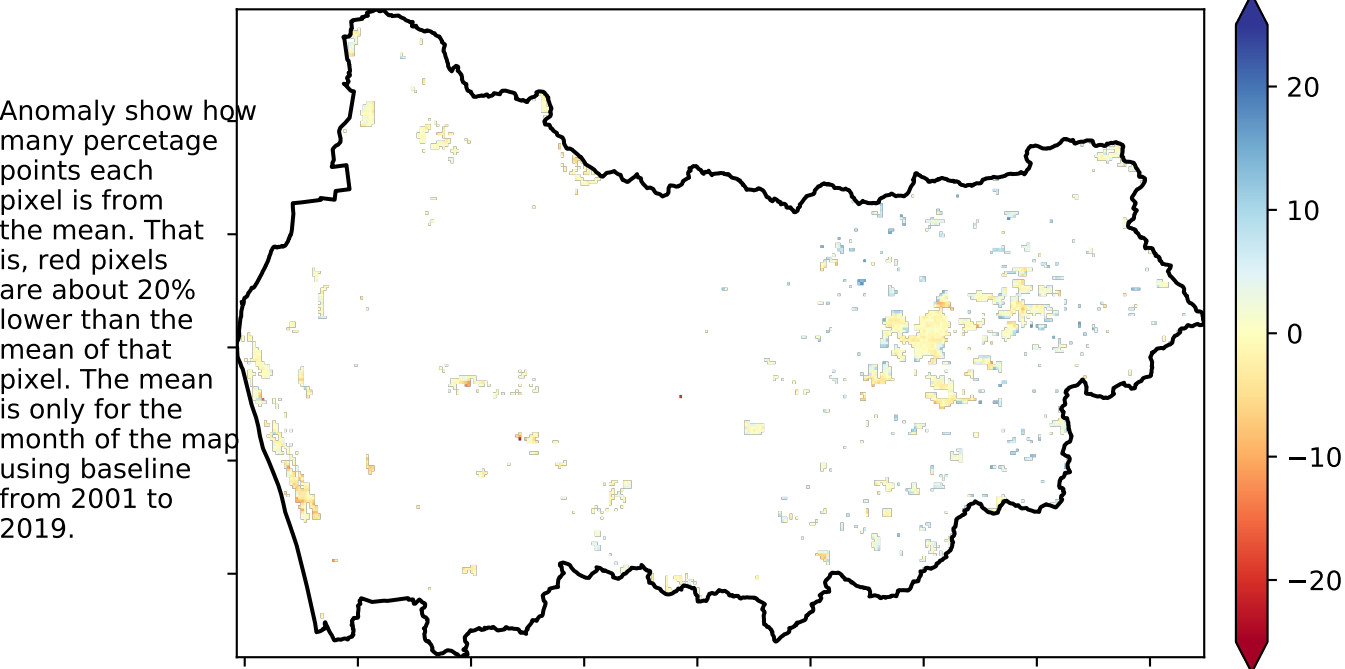 Anomaly show how
many percetage
points each
pixel is from
the mean. That
is, red pixels
are about 20%
lower than the
mean of that
pixel. The mean
is only for the
month of the map
using baseline
from 2001 to
2019.
20
10
0
−10
−20